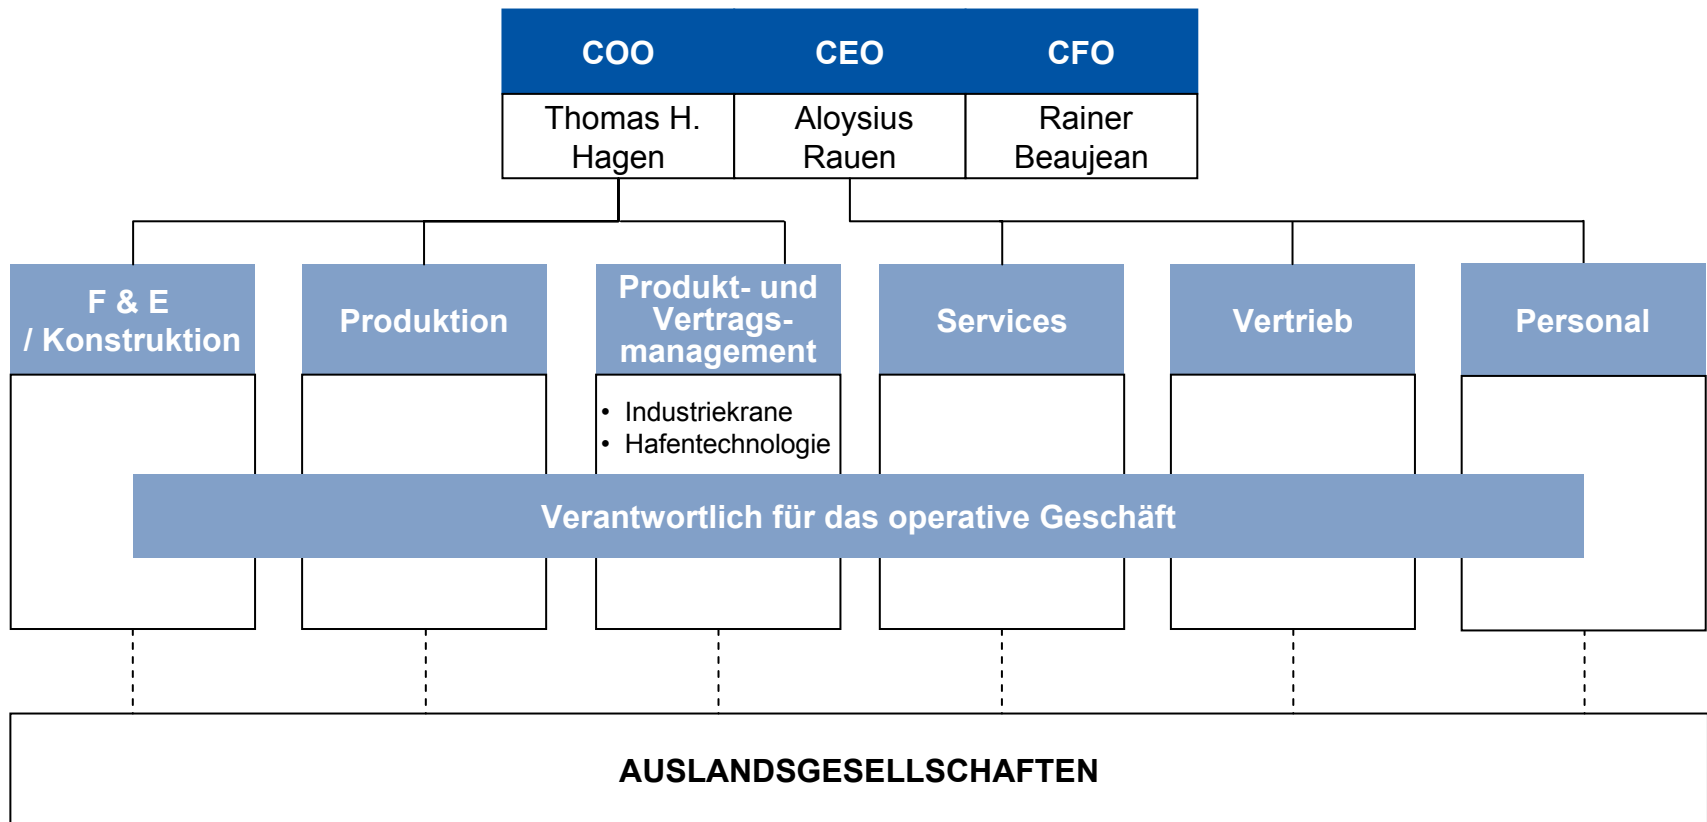 COO CEO CFO
Thomas H. Hagen
Aloysius Rauen
Rainer Beaujean
F & E
/ Konstruktion
Produktion
Produkt- und
Vertrags-
management
Services
Vertrieb
Personal
• Industriekrane
• Hafentechnologie
Verantwortlich für das operative Geschäft
AUSLANDSGESELLSCHAFTEN